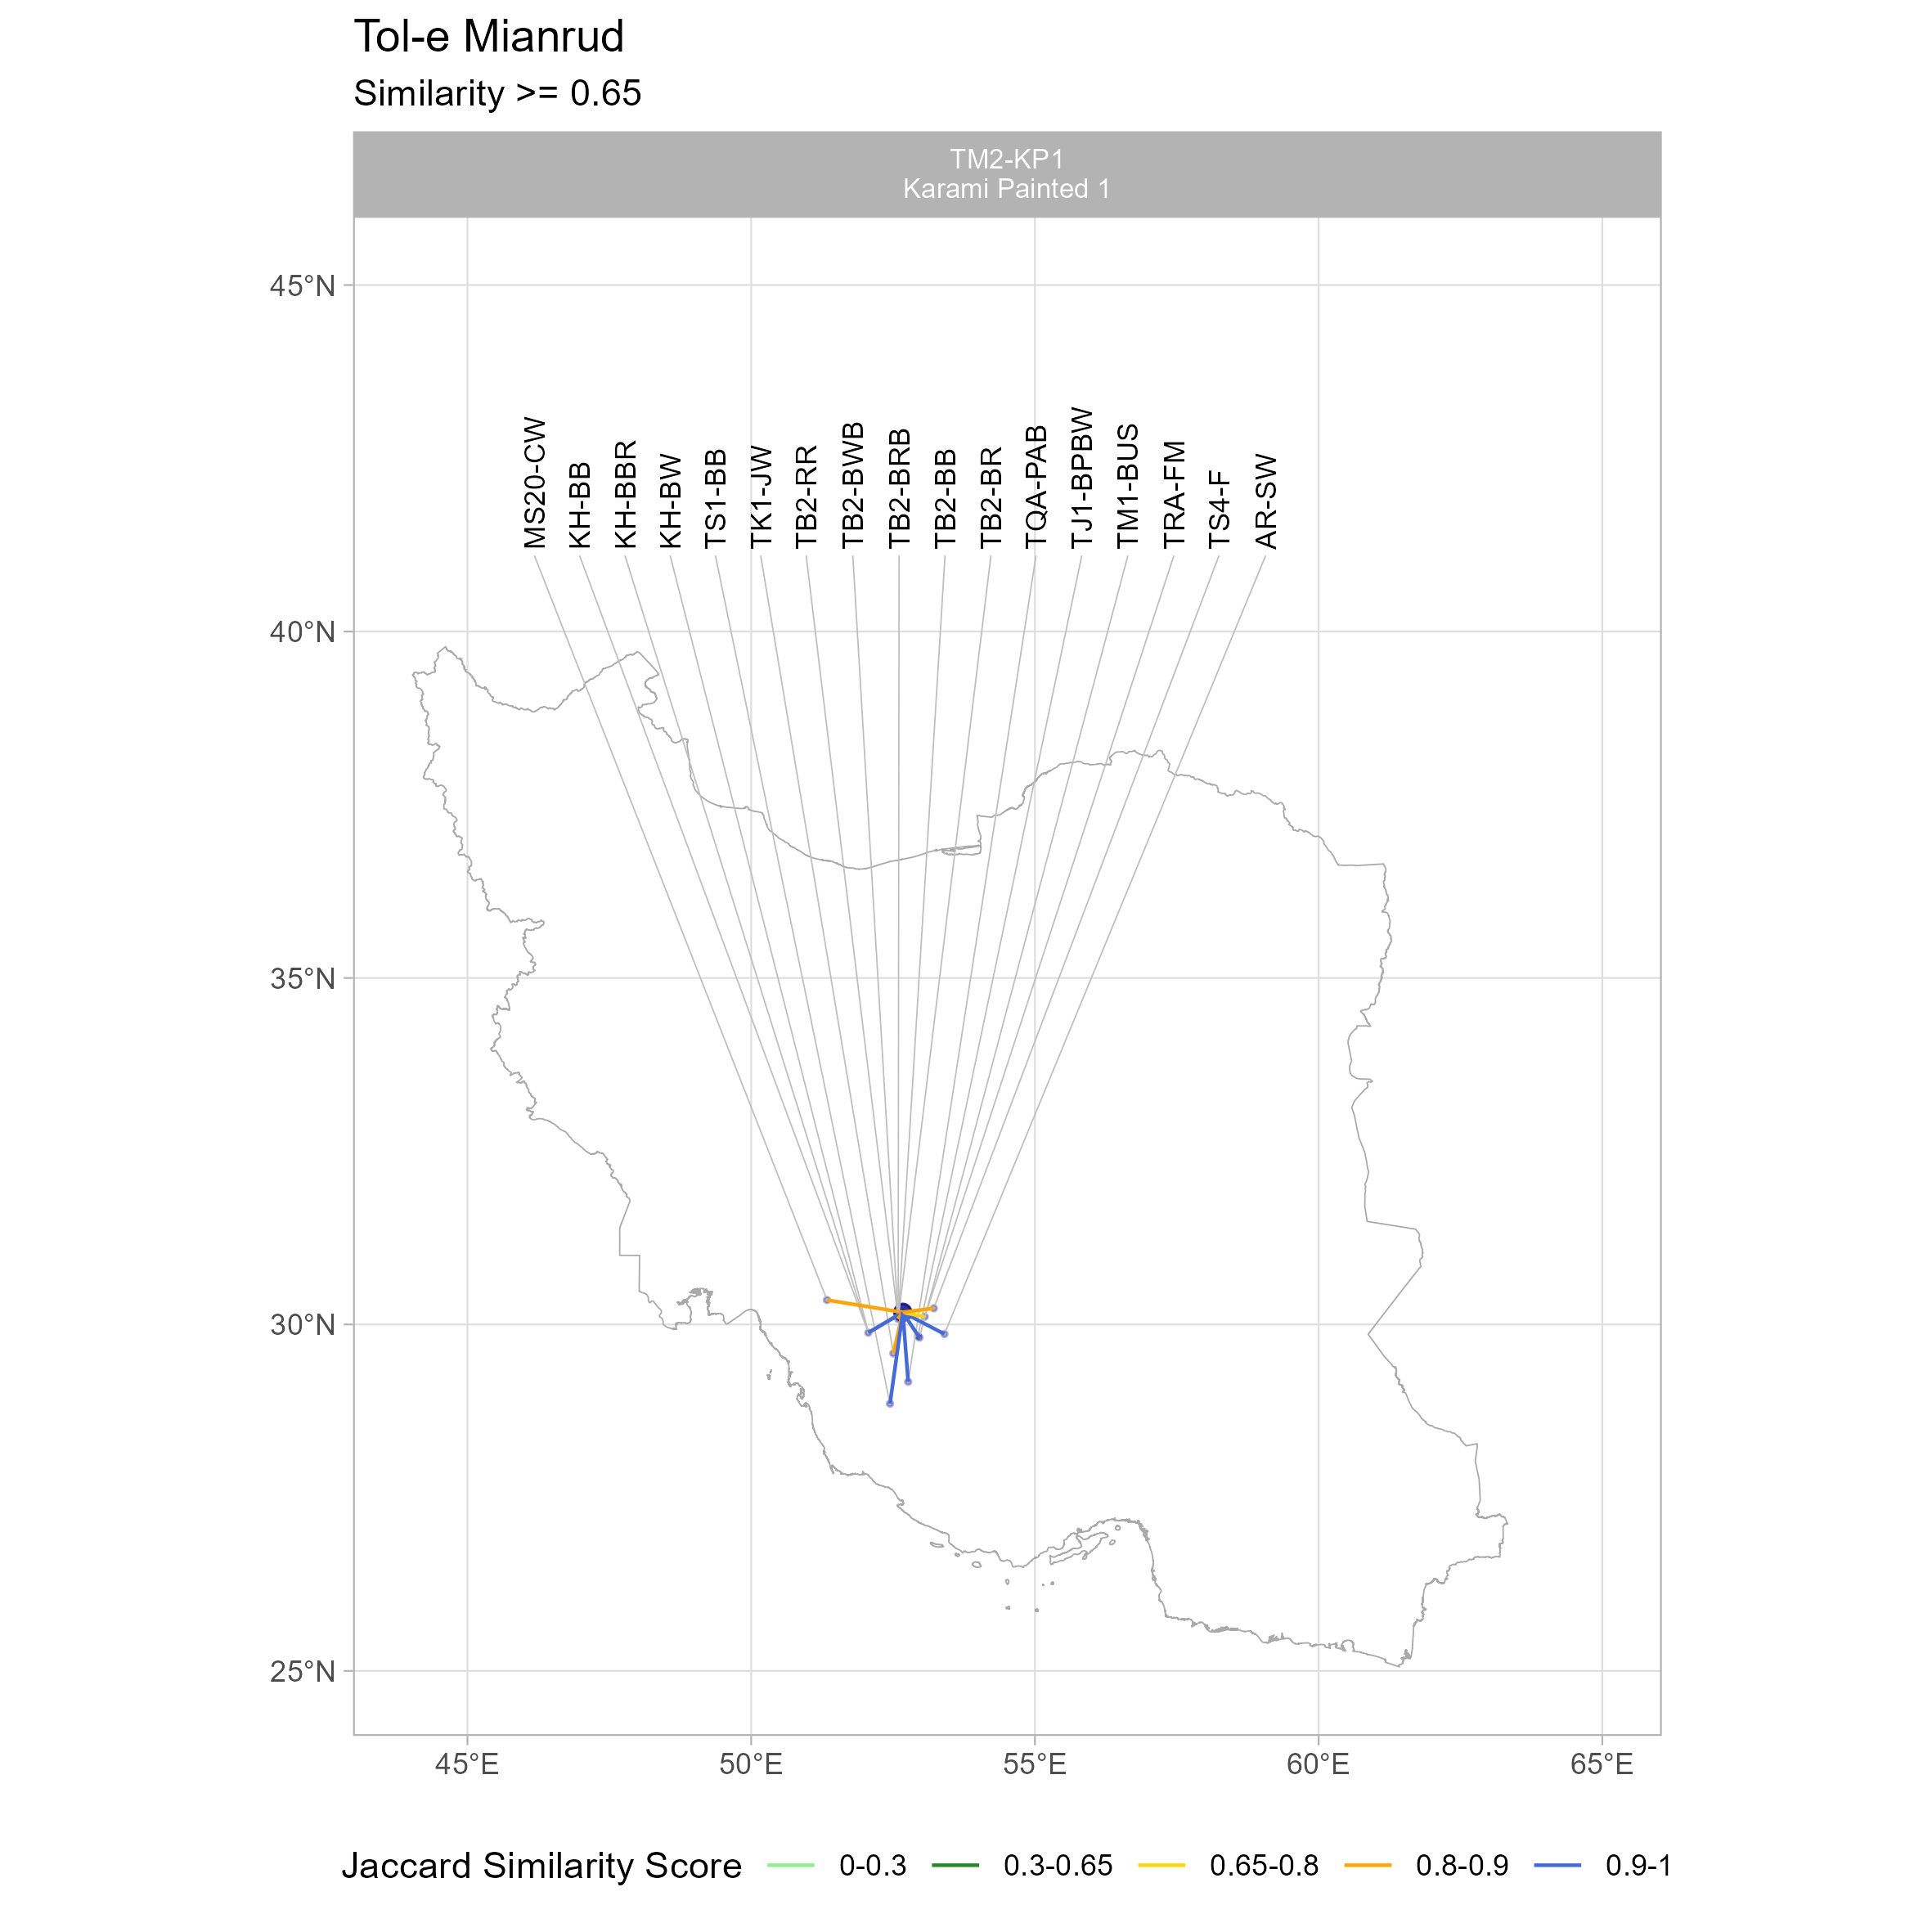 Tol-e Mianrud
Similarity >= 0.65
TM2-KP1
Karami Painted 1
45°N
40°N
35°N
30°N
25°N
MS20-CW
KH-BB
KH-BBR
KH-BW
TS1-BB
TK1-JW
TB2-RR
TB2-BWB
TB2-BRB
TB2-BB
TB2-BR
TOA-PAB
TJ1-BPBW
TM1-BUS
TRA-FM
TS4-F
AR-SW
45°E
50°E
55°E
60°E
65°E
Jaccard Similarity Score 0-0.3 0.3-0.65 0.65-0.8 0.8-0.9 0.9-1